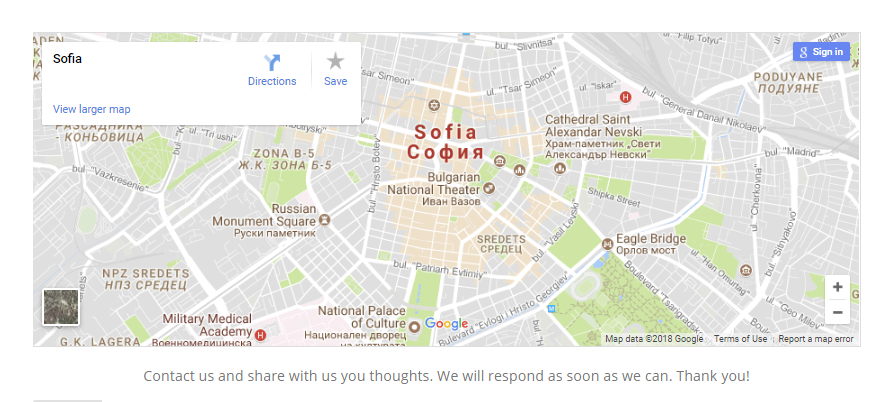 bul. "Slivnitsa"
ul. "Filip Totyu"
ADEN
Sofia
Directions
Save
View larger map
Sign in
PODUYANE
ПОДУЯНЕ
ul. "Tsar Simeon"
ul. "Iskar"
bul. "General Danail Nikolaev"
РАЗСАДНИКА
-КОНЬОВИЦА
Sofia
София
Cathedral Saint
Alexandar Nevski
Храм-паметник „Свети
Александър Невски"
ZONA B-5
Ж.К. ЗОНА Б-5
bul. "Madrid"
bul. "Vazkresenie"
bul. "Hristo Botev"
Bulgarian
National Theater
Иван Вазов
Shipka Street
ul. "Cherkovna"
Russian
Monument Square
Руски паметник
bul. "Vasil Levski"
SREDETS
СРЕДЕЦ
Eagle Bridge
Орлов мост
bul. "Sitnyakovo"
NPZ SREDETS
НПЗ СРЕДЕЦ
bul. "Patriarh Evtimiy"
ul. "Han Omurtag"
Military Medical
Academy
Военномедицинска
National Palace
of Culture
Национален дворец
на културата
Google
Bulevard "Evlogi i Hristo Georgiev"
Bulevard "Tsarigradsko
ul. "Geo Milev"
G.K. LAGERA
Map data ©2018 Google
Terms of Use
Report a map error
Contact us and share with us you thoughts. We will respond as soon as we can. Thank you!